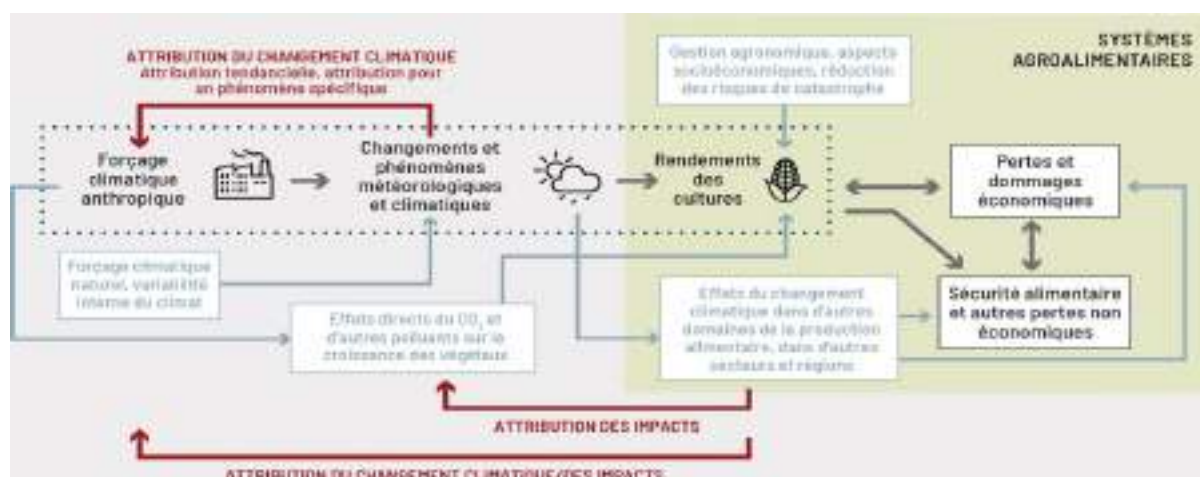 ATTRIBUTION DU CHANGEMENT CLIMATIQUE
Attribution tendancielle, attribution pour
un phénomène spécifique
Gestion agronomique, aspects
socioéconomiques, réduction
des risques de catastrophe
SYSTÈMES
AGROALIMENTAIRES
Forçage
climatique
anthropique
Changements et
phénomènes
météorologiques
et climatiques
Rendements
des
cultures
Pertes et
dommages
économiques
Forçage climatique
naturel, variabilité
interne du climat
Effets directs du CO₂ et
d'autres polluants sur la
croissance des végétaux
Effets du changement
climatique dans d'autres
domaines de la production
alimentaire, dans d'autres
secteurs et régions
Sécurité alimentaire
et autres pertes non
économiques
ATTRIBUTION DES IMPACTS
ATTRIBUTION DU CHANGEMENT CLIMATIQUE/DES IMPACTS